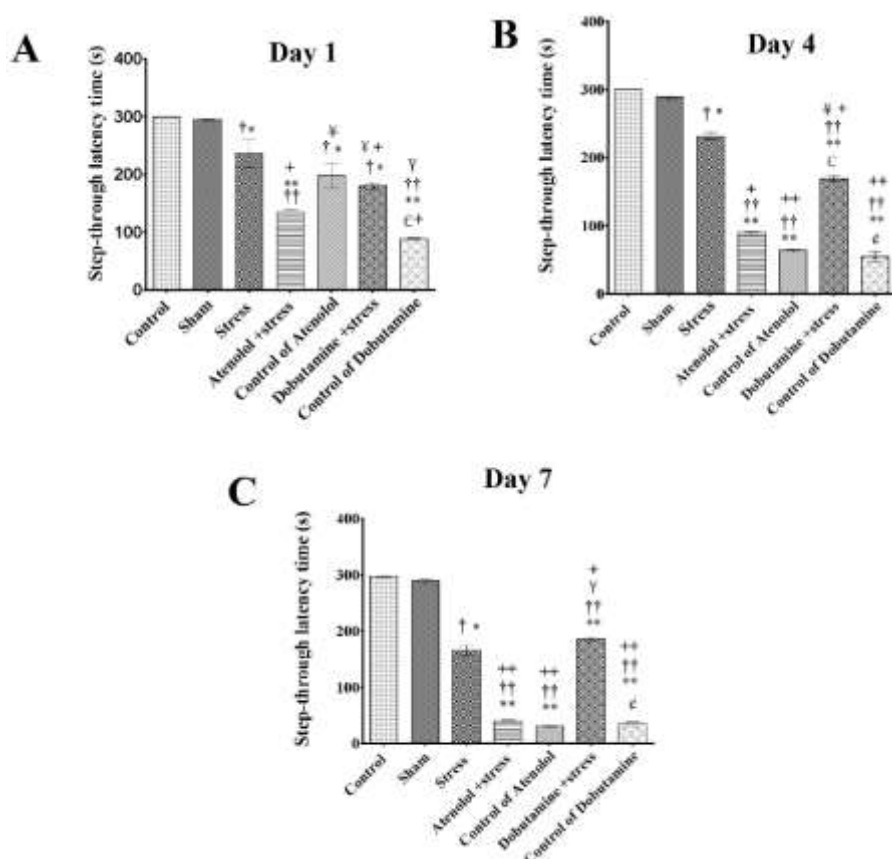 A
Day 1
Step-through latency time (s)
400
300
200
100
0
† *
+
**
††
¥
† *
¥ +
† *
¥
††
**
£ +
Control
Sham
Stress
Atenolol +stress
Control of Atenolol
Dobutamine +stress
Control of Dobutamine
B
Day 4
Step-through latency time (s)
400
300
200
100
0
† *
+
††
**
++
††
**
¥ +
††
**
++
††
**
¢
Control
Sham
Stress
Atenolol +stress
Control of Atenolol
Dobutamine +stress
Control of Dobutamine
C
Day 7
Step-through latency time (s)
400
300
200
100
0
† *
++
††
**
++
††
**
+
¥
††
**
++
††
**
¢
Control
Sham
Stress
Atenolol +stress
Control of Atenolol
Dobutamine +stress
Control of Dobutamine